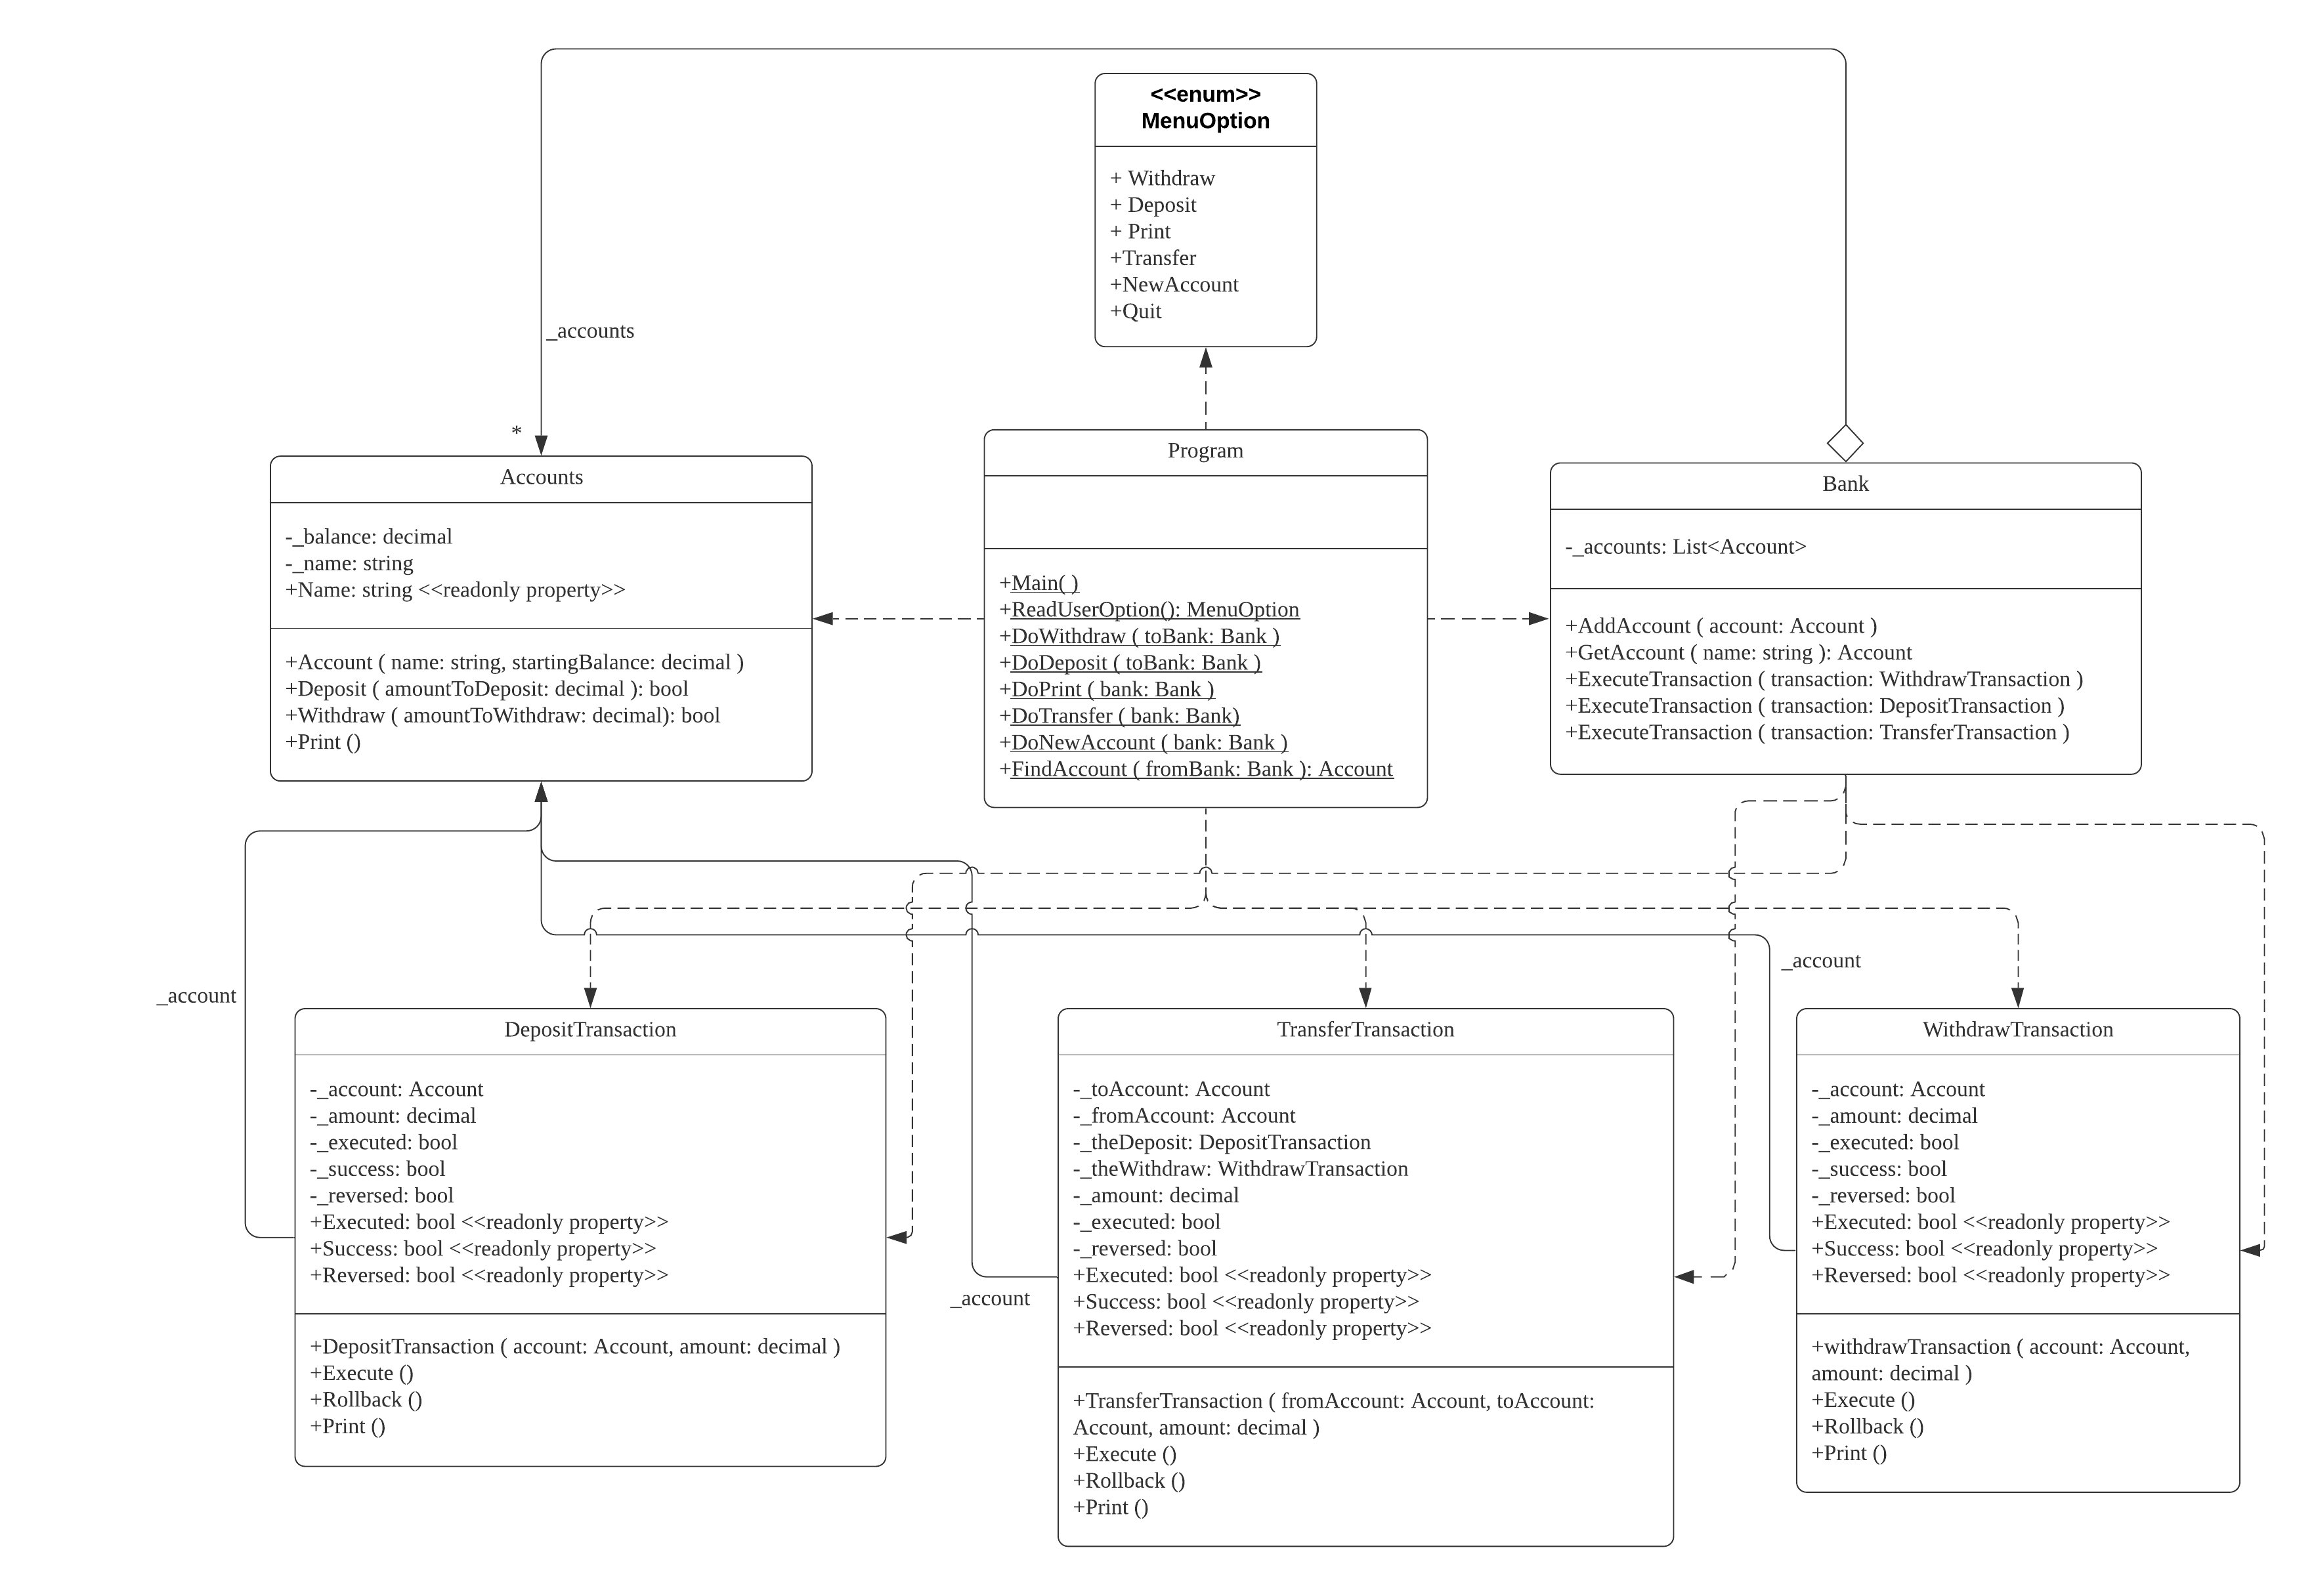 <<enum>>
MenuOption
+ Withdraw
+ Deposit
+ Print
+Transfer
+NewAccount
+Quit
_accounts
*
Accounts
-_balance: decimal
-_name: string
+Name: string <<readonly property>>
+Account ( name: string, startingBalance: decimal )
+Deposit ( amountToDeposit: decimal ): bool
+Withdraw ( amountToWithdraw: decimal): bool
+Print ()
Program
+Main( )
+ReadUserOption(): MenuOption
+DoWithdraw ( toBank: Bank )
+DoDeposit ( toBank: Bank )
+DoPrint ( bank: Bank )
+DoTransfer ( bank: Bank)
+DoNewAccount ( bank: Bank )
+FindAccount ( fromBank: Bank ): Account
Bank
-_accounts: List<Account>
+AddAccount ( account: Account )
+GetAccount ( name: string ): Account
+ExecuteTransaction ( transaction: WithdrawTransaction )
+ExecuteTransaction ( transaction: DepositTransaction )
+ExecuteTransaction ( transaction: TransferTransaction )
_account
_account
_account
DepositTransaction
-_account: Account
-_amount: decimal
-_executed: bool
-_success: bool
-_reversed: bool
+Executed: bool <<readonly property>>
+Success: bool <<readonly property>>
+Reversed: bool <<readonly property>>
+DepositTransaction ( account: Account, amount: decimal )
+Execute ()
+Rollback ()
+Print ()
TransferTransaction
-_toAccount: Account
-_fromAccount: Account
-_theDeposit: DepositTransaction
-_theWithdraw: WithdrawTransaction
-_amount: decimal
-_executed: bool
-_reversed: bool
+Executed: bool <<readonly property>>
+Success: bool <<readonly property>>
+Reversed: bool <<readonly property>>
+TransferTransaction ( fromAccount: Account, toAccount:
Account, amount: decimal )
+Execute ()
+Rollback ()
+Print ()
WithdrawTransaction
-_account: Account
-_amount: decimal
-_executed: bool
-_success: bool
-_reversed: bool
+Executed: bool <<readonly property>>
+Success: bool <<readonly property>>
+Reversed: bool <<readonly property>>
+withdrawTransaction ( account: Account,
amount: decimal )
+Execute ()
+Rollback ()
+Print ()